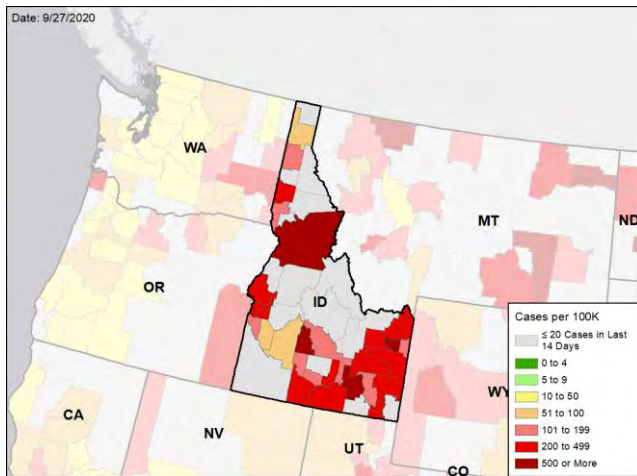 Date: 9/27/2020
WA
MT
ND
OR
ID
Cases per 100K
≤ 20 Cases in Last
14 Days
0 to 4
5 to 9
10 to 50
51 to 100
101 to 199
200 to 499
500 or More
WY
CA
NV
UT
CO